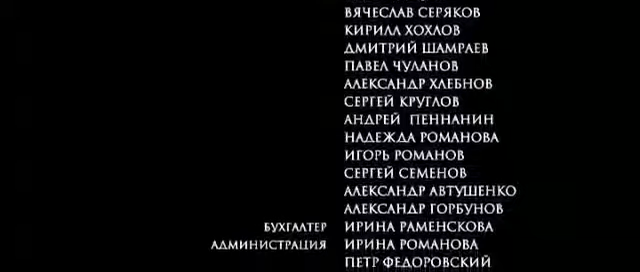 ВЯЧЕСЛАВ СЕРЯКОВ
КИРИЛЛ ХОХЛОВ
ДМИТРИЙ ШАМРАЕВ
ПАВЕЛ ЧУЛАНОВ
АЛЕКСАНДР ХЛЕБНОВ
СЕРГЕЙ КРУГЛОВ
АНДРЕЙ ПЕННАНИН
НАДЕЖДА РОМАНОВА
ИГОРЬ РОМАНОВ
СЕРГЕЙ СЕМЕНОВ
АЛЕКСАНДР АВТУШЕНКО
АЛЕКСАНДР ГОРБУНОВ
БУХГАЛТЕР ИРИНА РАМЕНСКОВА
АДМИНИСТРАЦИЯ ИРИНА РОМАНОВА
ПЕТР ФЕДОРОВСКИЙ